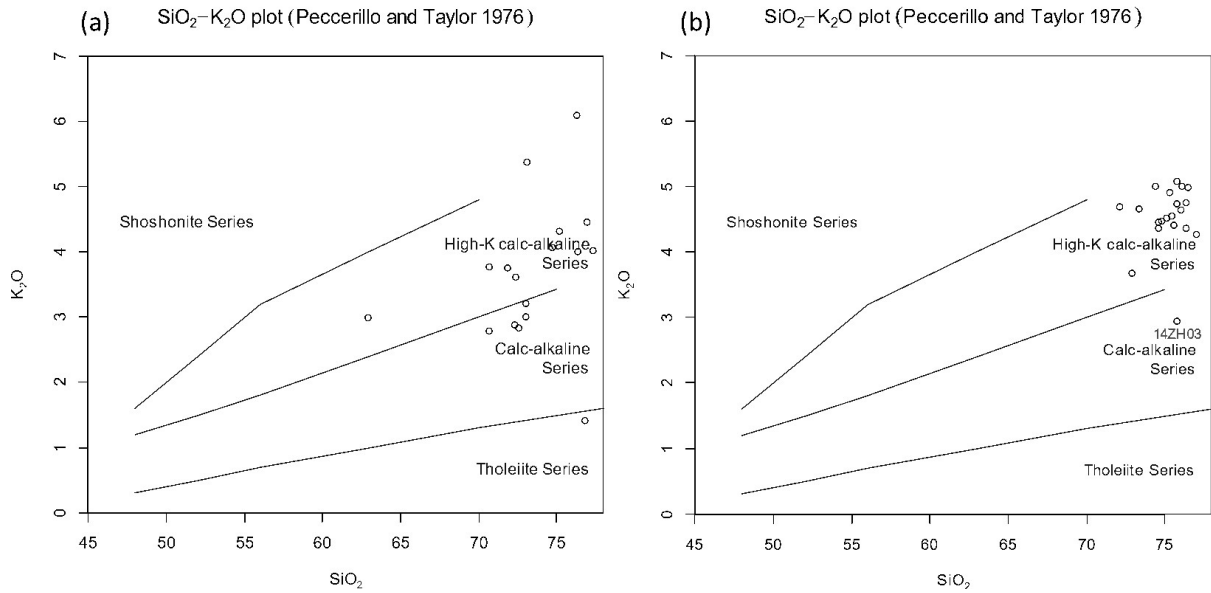 (a)
SiO₂–K₂O plot (Peccerillo and Taylor 1976)
7
6
5
4
3
2
1
0
K₂O
Shoshonite Series
High-K calc-alkaline
Series
Calc-alkaline
Series
Tholeiite Series
45
50
55
60
65
70
75
SiO₂
(b)
SiO₂–K₂O plot (Peccerillo and Taylor 1976)
7
6
5
4
3
2
1
0
K₂O
Shoshonite Series
High-K calc-alkaline
Series
14ZH03
Calc-alkaline
Series
Tholeiite Series
45
50
55
60
65
70
75
SiO₂